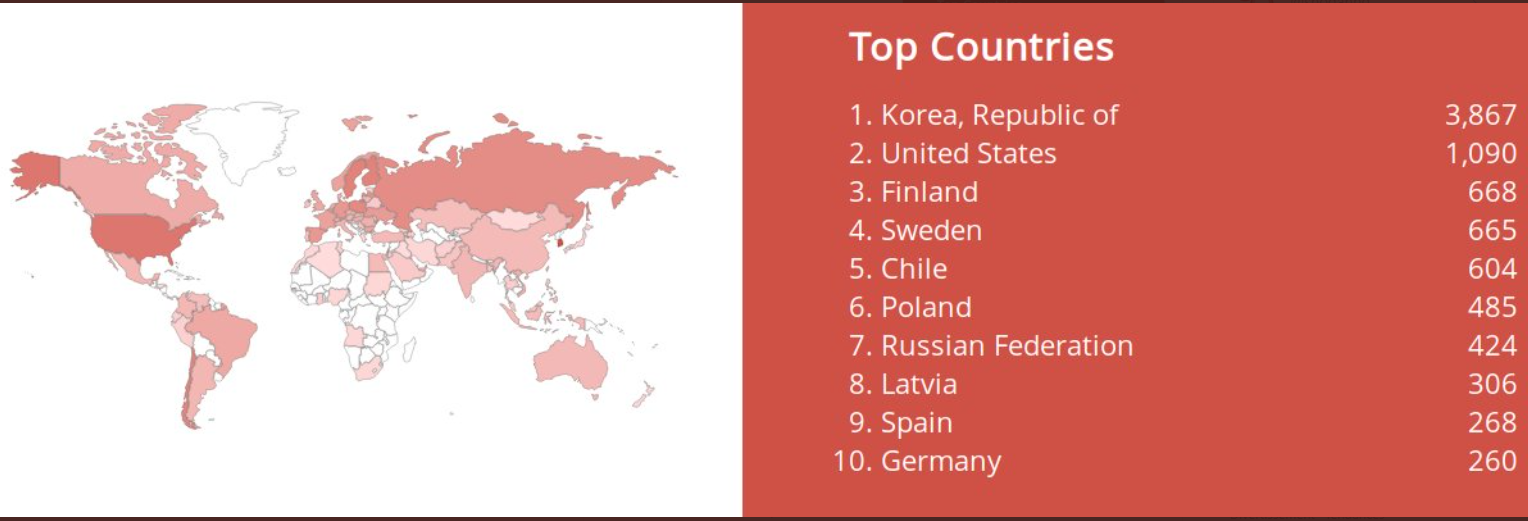 Top Countries
1. Korea, Republic of 3,867
2. United States 1,090
3. Finland 668
4. Sweden 665
5. Chile 604
6. Poland 485
7. Russian Federation 424
8. Latvia 306
9. Spain 268
10. Germany 260